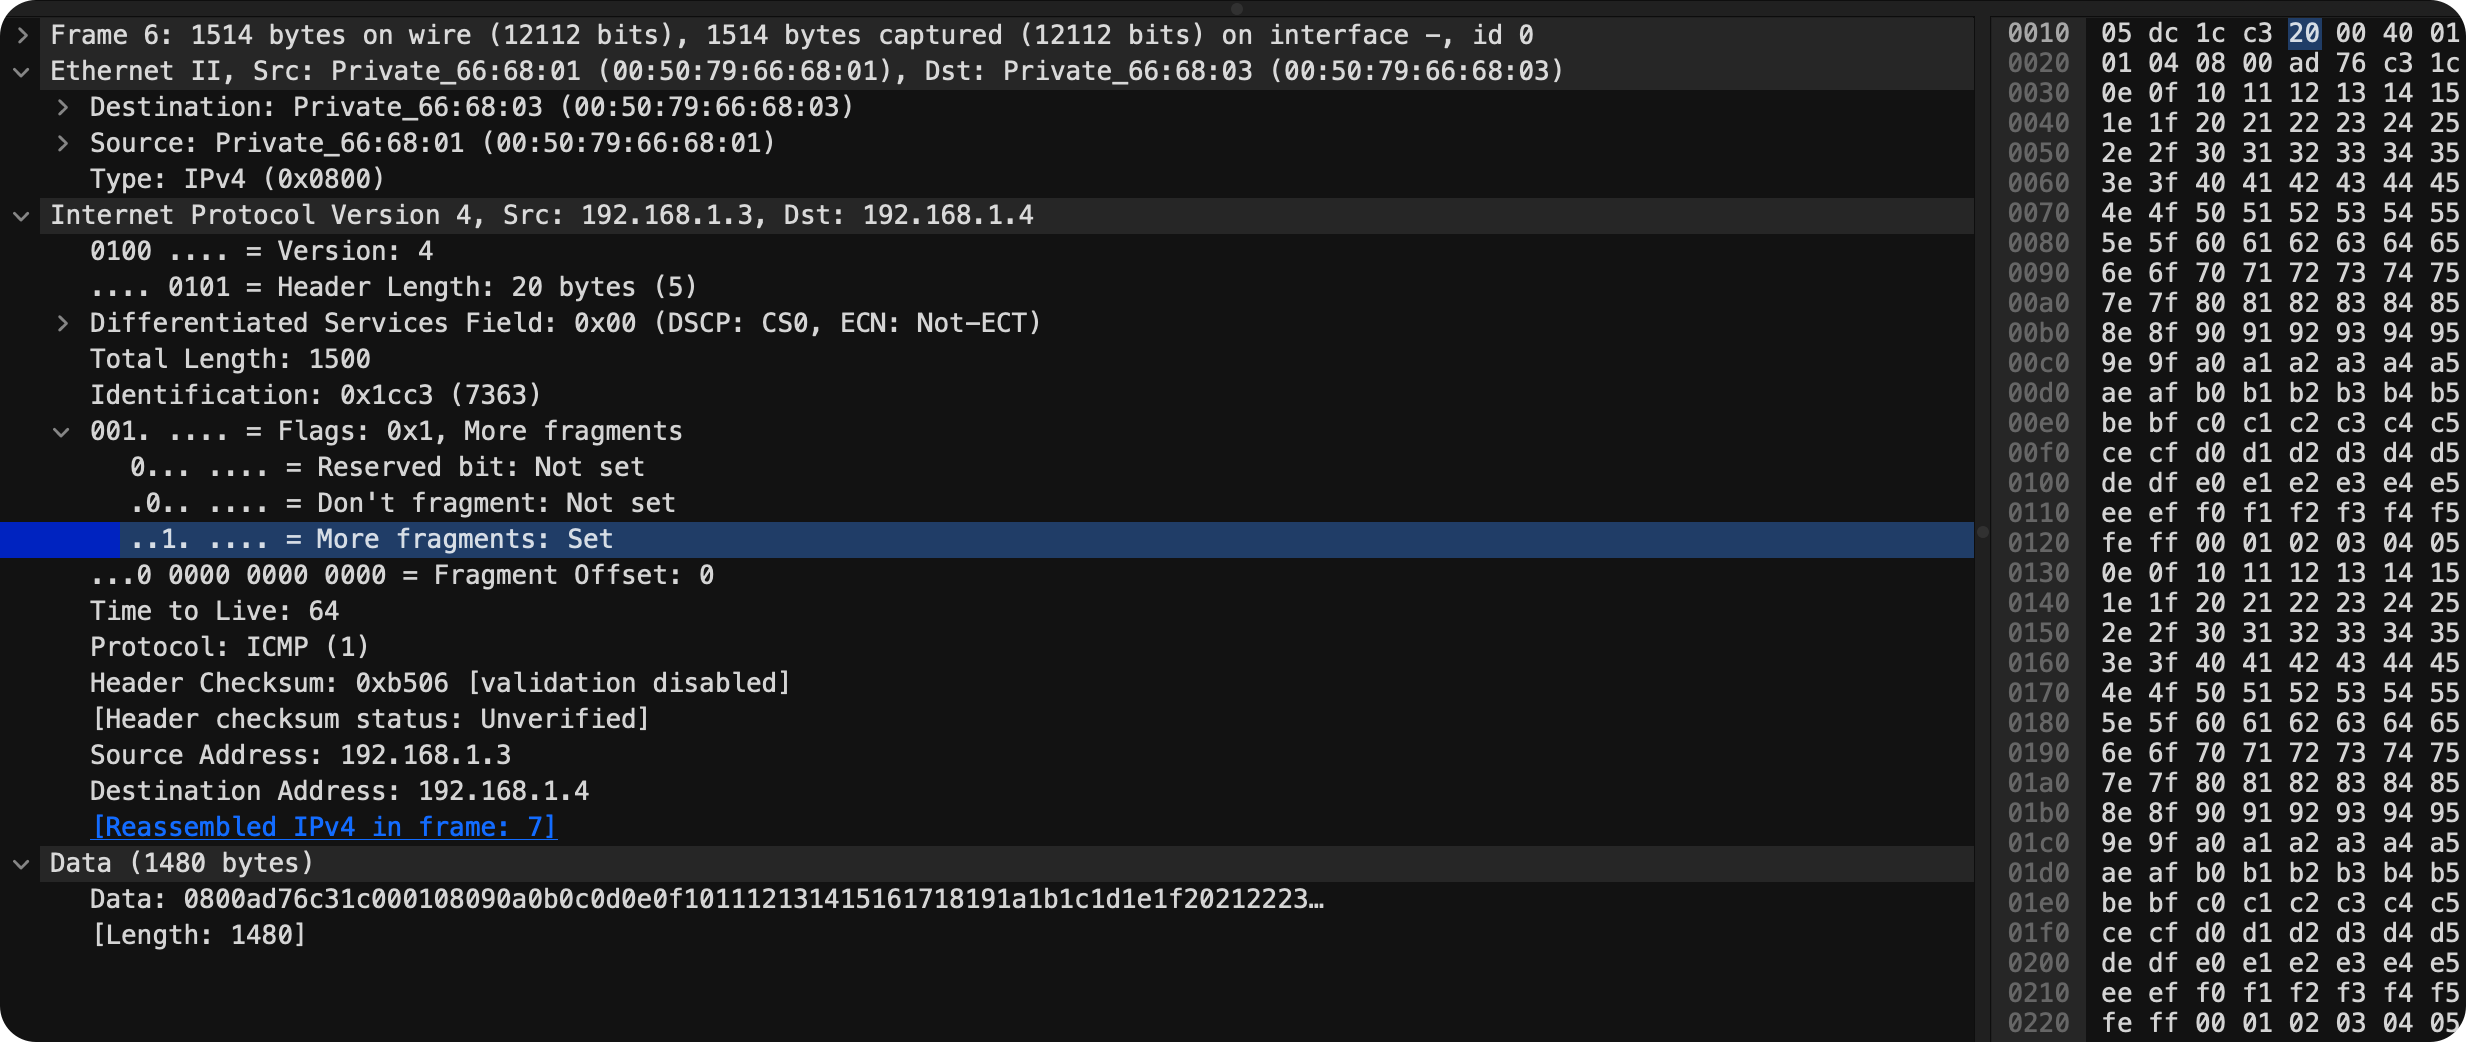 Frame 6: 1514 bytes on wire (12112 bits), 1514 bytes captured (12112 bits) on interface -, id 0
Ethernet II, Src: Private_66:68:01 (00:50:79:66:68:01), Dst: Private_66:68:03 (00:50:79:66:68:03)
Destination: Private_66:68:03 (00:50:79:66:68:03)
Source: Private_66:68:01 (00:50:79:66:68:01)
Type: IPv4 (0x0800)
Internet Protocol Version 4, Src: 192.168.1.3, Dst: 192.168.1.4
0100 .... = Version: 4
.... 0101 = Header Length: 20 bytes (5)
Differentiated Services Field: 0x00 (DSCP: CS0, ECN: Not-ECT)
Total Length: 1500
Identification: 0x1cc3 (7363)
001. .... = Flags: 0x1, More fragments
0... .... = Reserved bit: Not set
.0.. .... = Don't fragment: Not set
..1. .... = More fragments: Set
...0 0000 0000 0000 = Fragment Offset: 0
Time to Live: 64
Protocol: ICMP (1)
Header Checksum: 0xb506 [validation disabled]
[Header checksum status: Unverified]
Source Address: 192.168.1.3
Destination Address: 192.168.1.4
[Reassembled IPv4 in frame: 7]
Data (1480 bytes)
Data: 0800ad76c31c000108090a0b0c0d0e0f101112131415161718191a1b1c1d1e1f20212223…
[Length: 1480]
0010 05 dc 1c c3 20 00 40 01
0020 01 04 08 00 ad 76 c3 1c
0030 0e 0f 10 11 12 13 14 15
0040 1e 1f 20 21 22 23 24 25
0050 2e 2f 30 31 32 33 34 35
0060 3e 3f 40 41 42 43 44 45
0070 4e 4f 50 51 52 53 54 55
0080 5e 5f 60 61 62 63 64 65
0090 6e 6f 70 71 72 73 74 75
00a0 7e 7f 80 81 82 83 84 85
00b0 8e 8f 90 91 92 93 94 95
00c0 9e 9f a0 a1 a2 a3 a4 a5
00d0 ae af b0 b1 b2 b3 b4 b5
00e0 be bf c0 c1 c2 c3 c4 c5
00f0 ce cf d0 d1 d2 d3 d4 d5
0100 de df e0 e1 e2 e3 e4 e5
0110 ee ef f0 f1 f2 f3 f4 f5
0120 fe ff 00 01 02 03 04 05
0130 0e 0f 10 11 12 13 14 15
0140 1e 1f 20 21 22 23 24 25
0150 2e 2f 30 31 32 33 34 35
0160 3e 3f 40 41 42 43 44 45
0170 4e 4f 50 51 52 53 54 55
0180 5e 5f 60 61 62 63 64 65
0190 6e 6f 70 71 72 73 74 75
01a0 7e 7f 80 81 82 83 84 85
01b0 8e 8f 90 91 92 93 94 95
01c0 9e 9f a0 a1 a2 a3 a4 a5
01d0 ae af b0 b1 b2 b3 b4 b5
01e0 be bf c0 c1 c2 c3 c4 c5
01f0 ce cf d0 d1 d2 d3 d4 d5
0200 de df e0 e1 e2 e3 e4 e5
0210 ee ef f0 f1 f2 f3 f4 f5
0220 fe ff 00 01 02 03 04 05